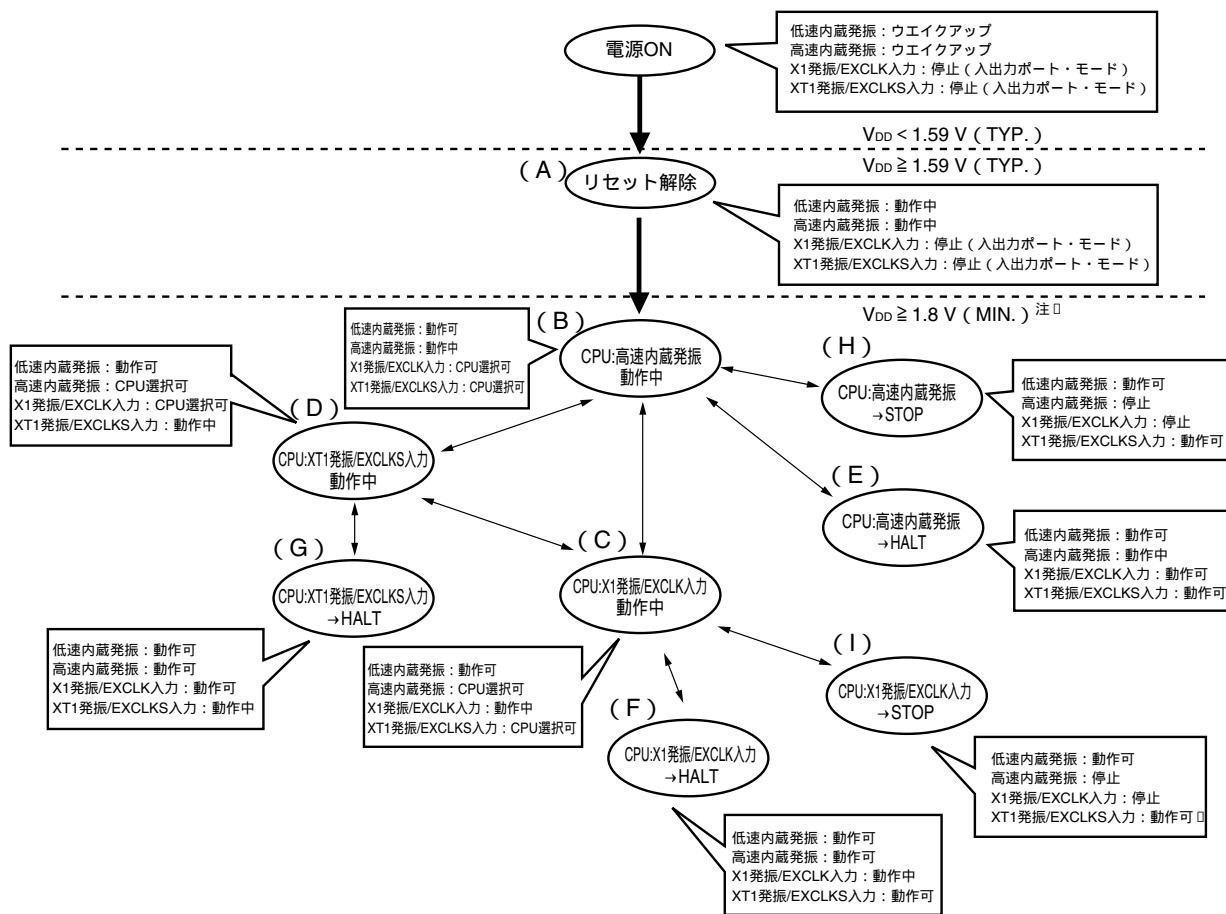 電源ON
低速内蔵発振：ウエイクアップ
高速内蔵発振：ウエイクアップ
X1発振/EXCLK入力：停止（入出力ポート・モード）
XT1発振/EXCLKS入力：停止（入出力ポート・モード）
VDD < 1.59 V（TYP.）
VDD ≧ 1.59 V（TYP.）
（A）
リセット解除
低速内蔵発振：動作中
高速内蔵発振：動作中
X1発振/EXCLK入力：停止（入出力ポート・モード）
XT1発振/EXCLKS入力：停止（入出力ポート・モード）
VDD ≧ 1.8 V（MIN.）注
（B）
CPU:高速内蔵発振
動作中
低速内蔵発振：動作可
高速内蔵発振：動作中
X1発振/EXCLK入力：CPU選択可
XT1発振/EXCLKS入力：CPU選択可
（H）
CPU:高速内蔵発振
→STOP
低速内蔵発振：動作可
高速内蔵発振：停止
X1発振/EXCLK入力：停止
XT1発振/EXCLKS入力：動作可
低速内蔵発振：動作可
高速内蔵発振：CPU選択可
X1発振/EXCLK入力：CPU選択可
XT1発振/EXCLKS入力：動作中
（D）
CPU:XT1発振/EXCLKS入力
動作中
（E）
CPU:高速内蔵発振
→HALT
低速内蔵発振：動作可
高速内蔵発振：動作中
X1発振/EXCLK入力：動作可
XT1発振/EXCLKS入力：動作可
（G）
CPU:XT1発振/EXCLKS入力
→HALT
低速内蔵発振：動作可
高速内蔵発振：動作可
X1発振/EXCLK入力：動作可
XT1発振/EXCLKS入力：動作中
（C）
CPU:X1発振/EXCLK入力
動作中
低速内蔵発振：動作可
高速内蔵発振：CPU選択可
X1発振/EXCLK入力：動作中
XT1発振/EXCLKS入力：CPU選択可
（I）
CPU:X1発振/EXCLK入力
→STOP
低速内蔵発振：動作可
高速内蔵発振：停止
X1発振/EXCLK入力：停止
XT1発振/EXCLKS入力：動作可
（F）
CPU:X1発振/EXCLK入力
→HALT
低速内蔵発振：動作可
高速内蔵発振：動作可
X1発振/EXCLK入力：動作中
XT1発振/EXCLKS入力：動作可